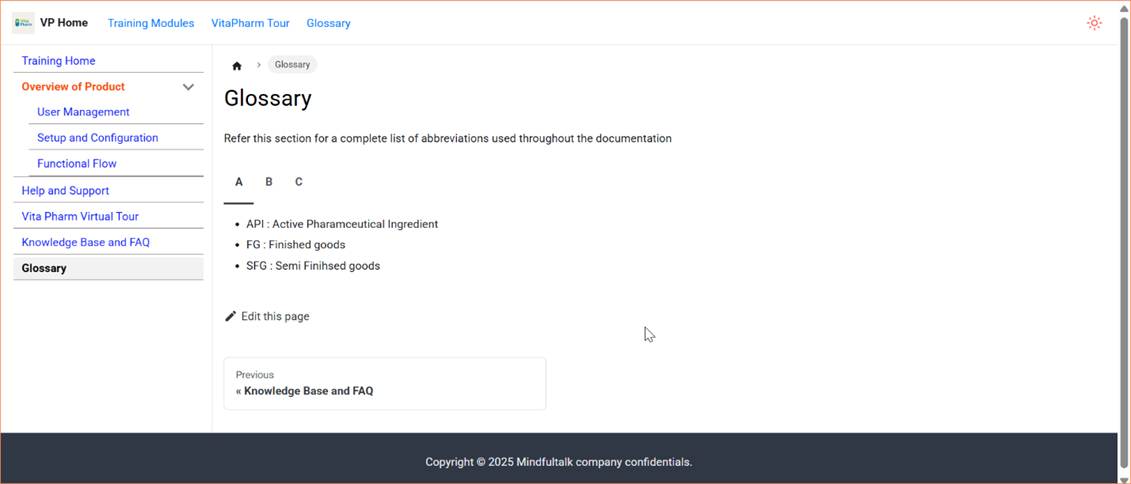 VP Home Training Modules VitaPharm Tour Glossary
Training Home
Overview of Product
User Management
Setup and Configuration
Functional Flow
Help and Support
Vita Pharm Virtual Tour
Knowledge Base and FAQ
Glossary
Glossary
Glossary
Refer this section for a complete list of abbreviations used throughout the documentation
A B C
• API : Active Pharamceutical Ingredient
• FG : Finished goods
• SFG : Semi Finihsed goods
Edit this page
Previous
« Knowledge Base and FAQ
Copyright © 2025 Mindfultalk company confidentials.